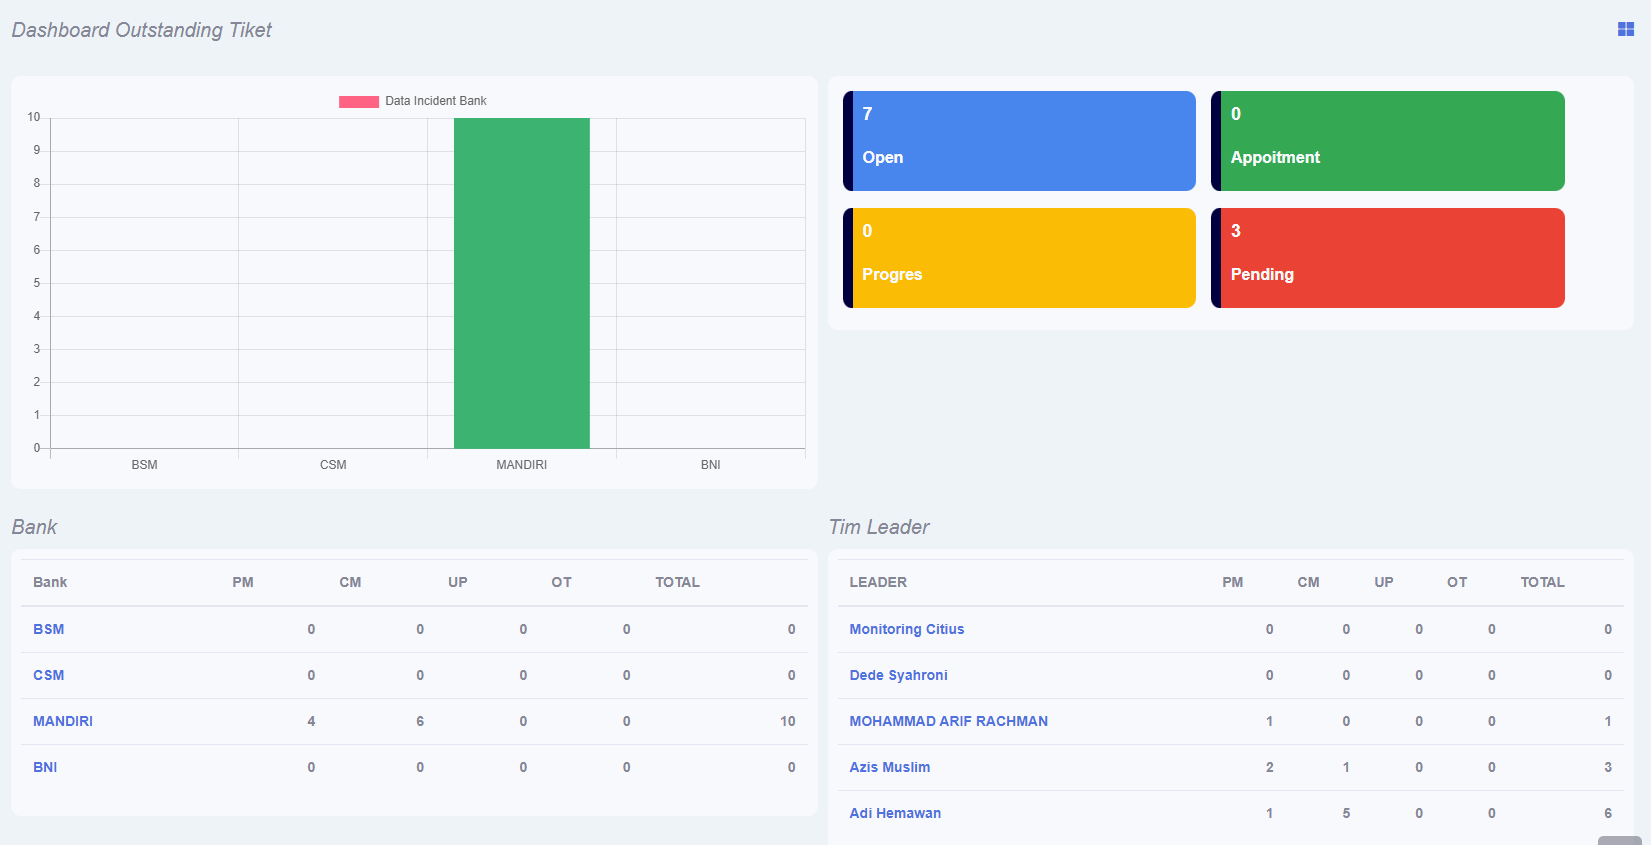 Dashboard Outstanding Tiket
Data Incident Bank
10
9
8
7
6
5
4
3
2
1
0
BSM CSM MANDIRI BNI
7
Open
0
Appoitment
0
Progres
3
Pending
Bank
Bank PM CM UP OT TOTAL
BSM 0 0 0 0 0
CSM 0 0 0 0 0
MANDIRI 4 6 0 0 10
BNI 0 0 0 0 0
Tim Leader
LEADER PM CM UP OT TOTAL
Monitoring Citius 0 0 0 0 0
Dede Syahroni 0 0 0 0 0
MOHAMMAD ARIF RACHMAN 1 0 0 0 1
Azis Muslim 2 1 0 0 3
Adi Hemawan 1 5 0 0 6